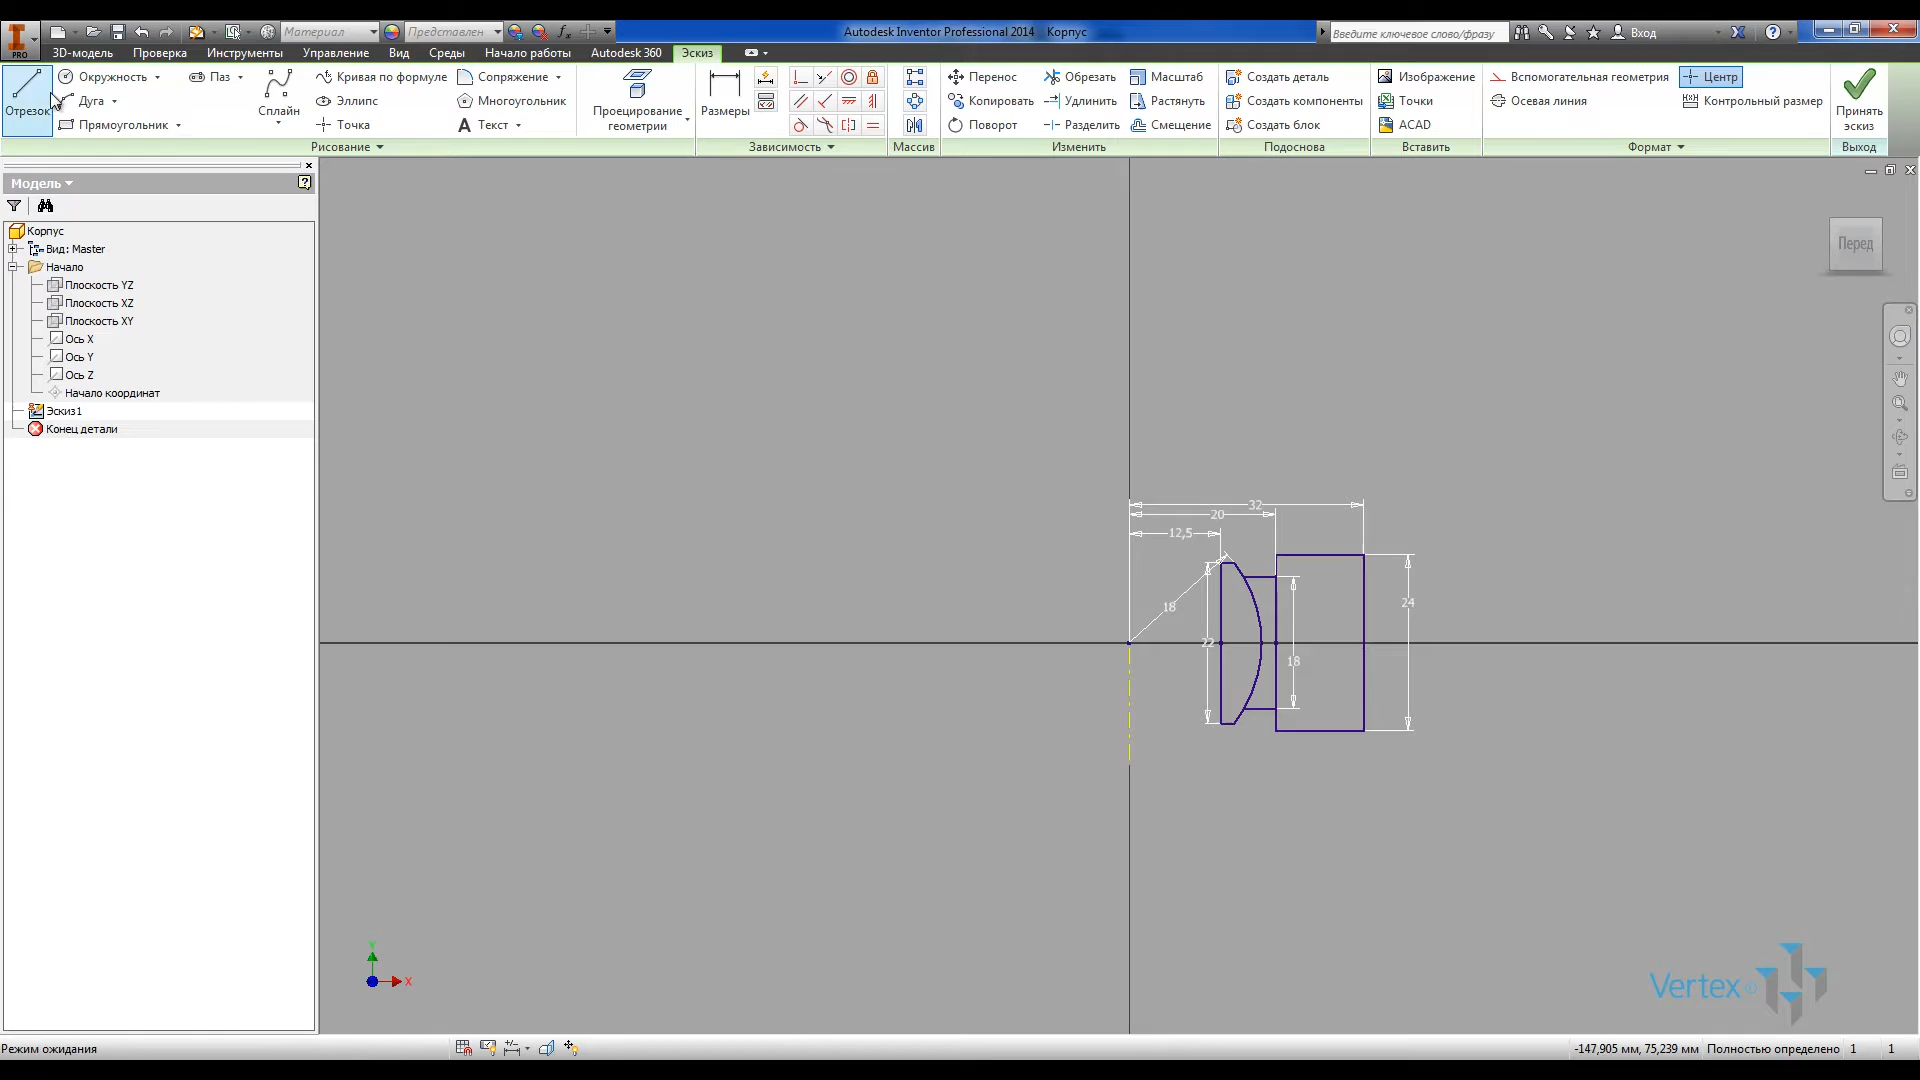 Материал
Представлен
Autodesk Inventor Professional 2014 Корпус
Введите ключевое слово/фразу
Вход
PRO
3D-модель
Проверка
Инструменты
Управление
Вид
Среды
Начало работы
Autodesk 360
Эскиз
Отрезок
Окружность
Дуга
Прямоугольник
Паз
Сплайн
Кривая по формуле
Эллипс
Точка
Сопряжение
Многоугольник
Текст
Проецирование
геометрии
Размеры
Перенос
Копировать
Поворот
Обрезать
Удлинить
Разделить
Масштаб
Растянуть
Смещение
Создать деталь
Создать компоненты
Создать блок
Изображение
Точки
ACAD
Вспомогательная геометрия
Осевая линия
Центр
Контрольный размер
Принять
эскиз
Рисование
Зависимость
Массив
Изменить
Подоснова
Вставить
Формат
Выход
Модель
Корпус
Вид: Master
Начало
Плоскость YZ
Плоскость XZ
Плоскость XY
Ось X
Ось Y
Ось Z
Начало координат
Эскиз1
Конец детали
Перед
32
20
12,5
18
22
18
24
Y
X
Vertex
Режим ожидания
-147,905 мм, 75,239 мм
Полностью определено
1
1